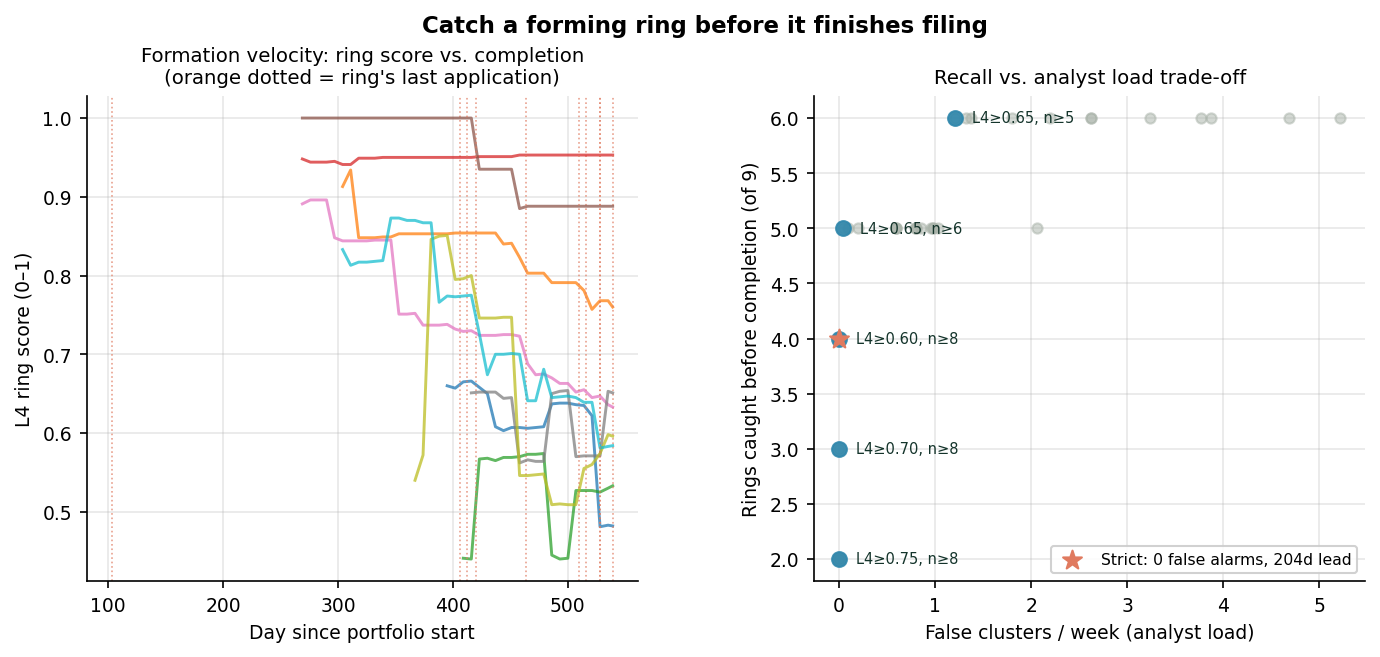 Catch a forming ring before it finishes filing
Formation velocity: ring score vs. completion
(orange dotted = ring's last application)
1.0
0.9
0.8
0.7
0.6
0.5
L4 ring score (0–1)
100
200
300
400
500
Day since portfolio start
Recall vs. analyst load trade-off
6.0
5.5
5.0
4.5
4.0
3.5
3.0
2.5
2.0
Rings caught before completion (of 9)
L4≥0.65, n≥5
L4≥0.65, n≥6
L4≥0.60, n≥8
L4≥0.70, n≥8
L4≥0.75, n≥8
Strict: 0 false alarms, 204d lead
0
1
2
3
4
5
False clusters / week (analyst load)